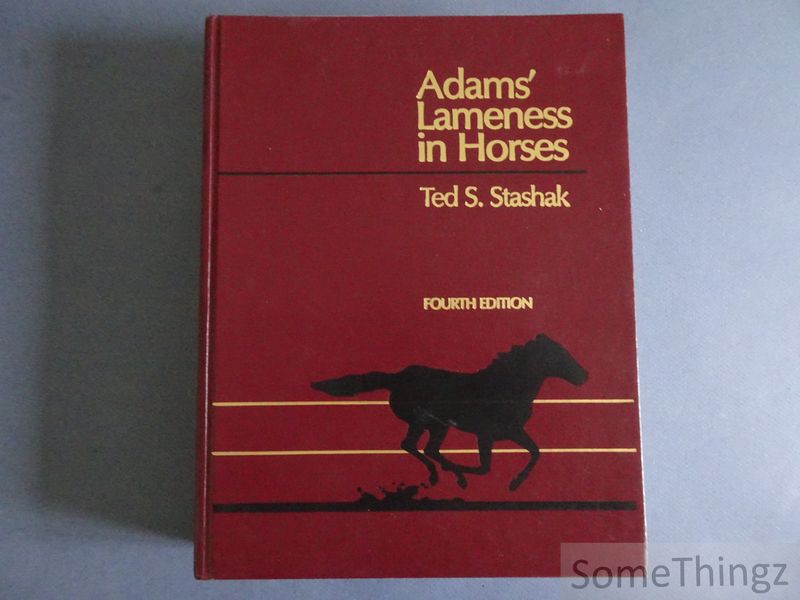 Adams'
Lameness
in Horses
Ted S. Stashak
FOURTH EDITION
SomeThingz